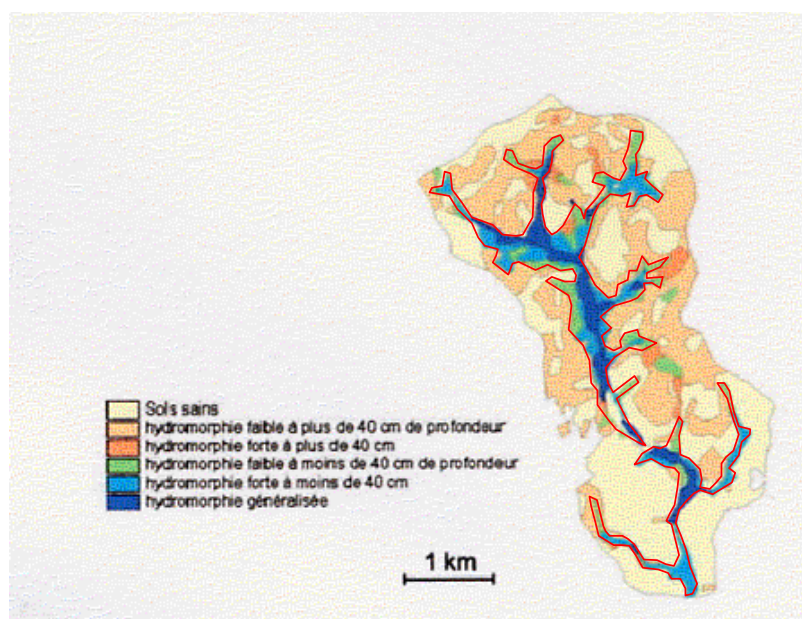 Sols sains
hydromorphie faible à plus de 40 cm de profondeur
hydromorphie forte à plus de 40 cm
hydromorphie faible à moins de 40 cm de profondeur
hydromorphie forte à moins de 40 cm
hydromorphie généralisée
1 km